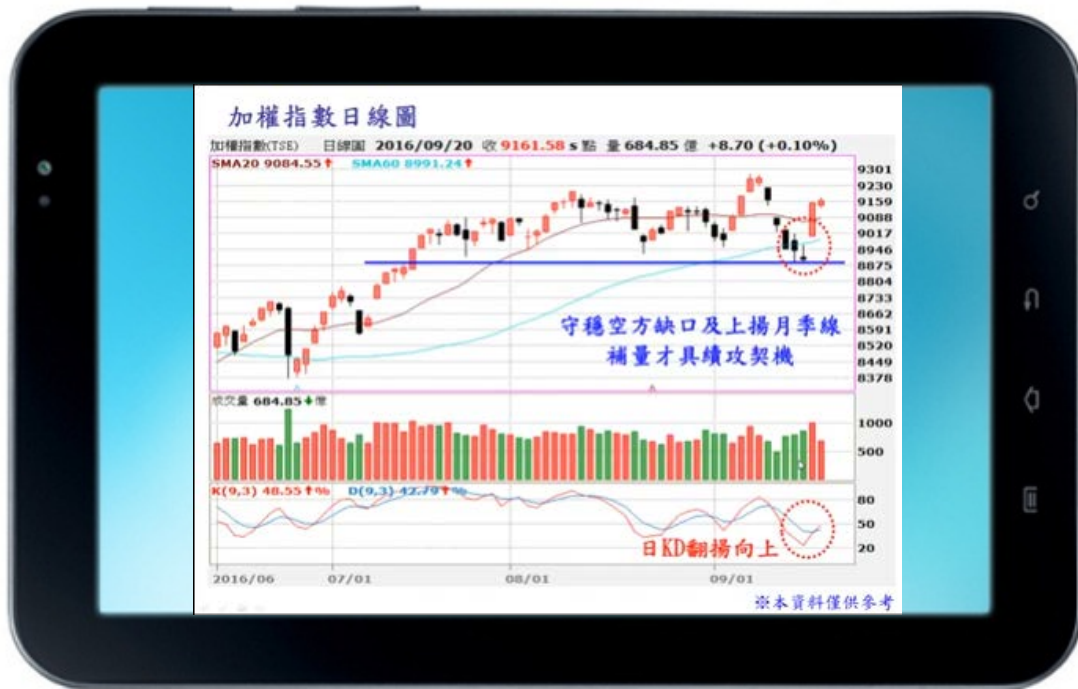 加權指數日線圖
加權指數(TSE) 日線圖 2016/09/20 收 9161.58 s 點 量 684.85 億 +8.70 (+0.10%)
SMA20 9084.55↑ SMA60 8991.24↑
9301
9230
9159
9088
9017
8946
8875
8804
8733
8662
8591
8520
8449
8378
守穩空方缺口及上揚月季線
補量才具續攻契機
成交量 684.85↓億
1000
500
K(9,3) 48.55↑% D(9,3) 42.79↑%
80
50
20
日KD翻揚向上
2016/06 07/01 08/01 09/01
※本資料僅供參考